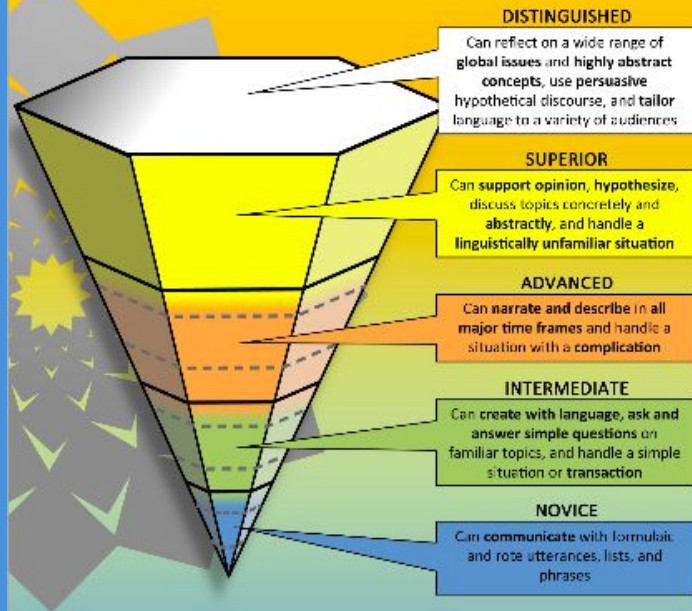 DISTINGUISHED
Can reflect on a wide range of
global issues and highly abstract
concepts, use persuasive
hypothetical discourse, and tailor
language to a variety of audiences
SUPERIOR
Can support opinion, hypothesize,
discuss topics concretely and
abstractly, and handle a
linguistically unfamiliar situation
ADVANCED
Can narrate and describe in all
major time frames and handle a
situation with a complication
INTERMEDIATE
Can create with language, ask and
answer simple questions on
familiar topics, and handle a simple
situation or transaction
NOVICE
Can communicate with formulaic
and rote utterances, lists, and
phrases